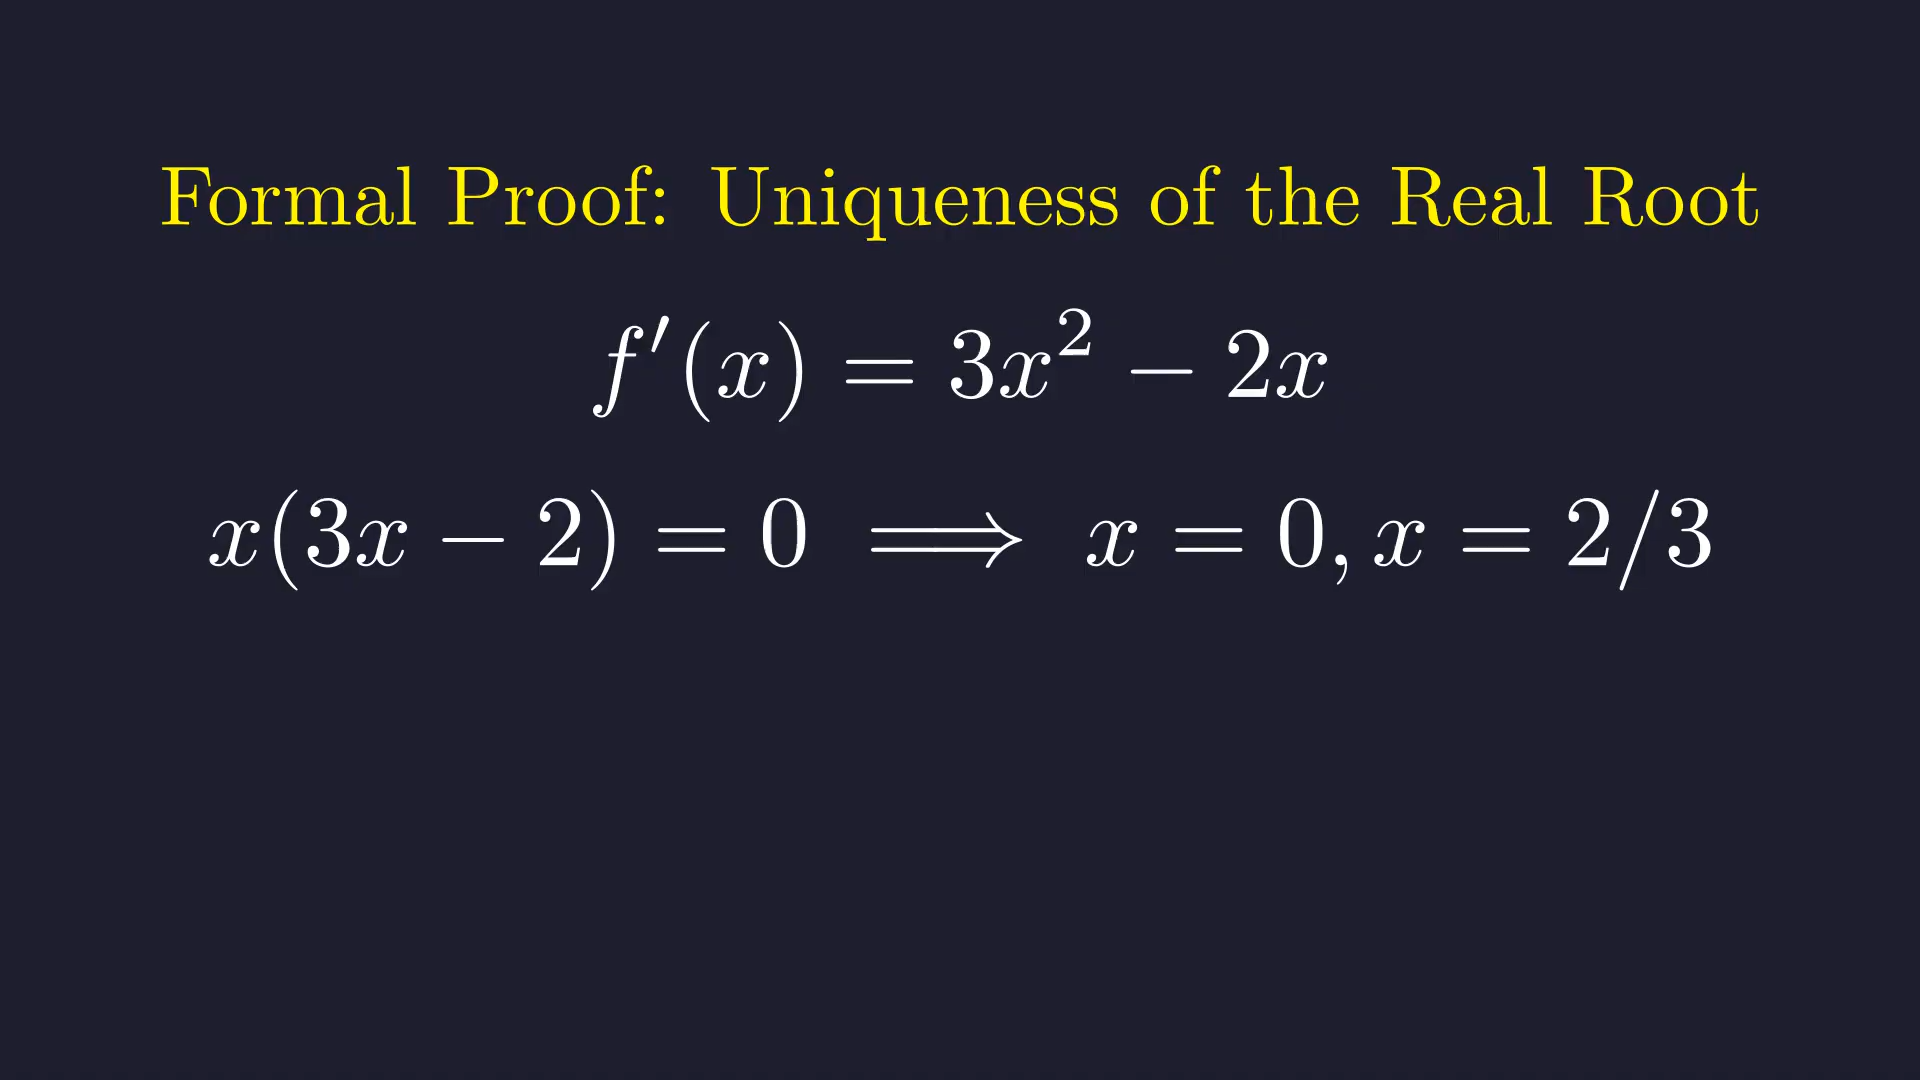 Formal Proof: Uniqueness of the Real Root
f′(x) = 3x² − 2x
x(3x − 2) = 0 ⟹ x = 0, x = 2/3